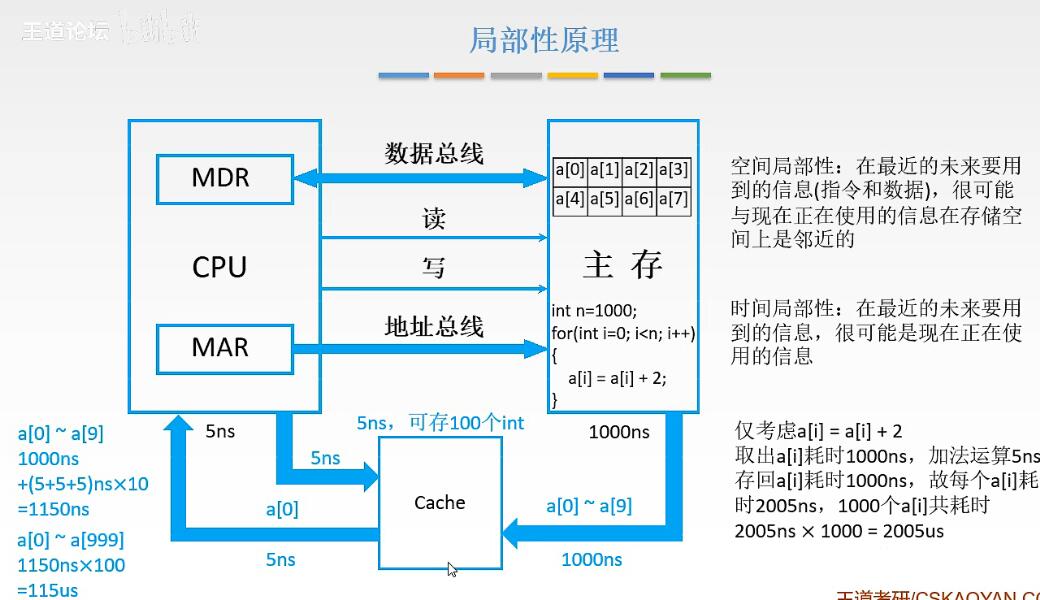 王道论坛
局部性原理
数据总线
MDR
读
CPU
写
地址总线
MAR
a[0] a[1] a[2] a[3]
a[4] a[5] a[6] a[7]
主 存
int n=1000;
for(int i=0; i<n; i++)
{
a[i] = a[i] + 2;
}
空间局部性：在最近的未来要用
到的信息(指令和数据)，很可能
与现在正在使用的信息在存储空
间上是邻近的
时间局部性：在最近的未来要用
到的信息，很可能是现在正在使
用的信息
5ns
5ns，可存100个int
1000ns
5ns
Cache
a[0]
a[0] ~ a[9]
5ns
1000ns
a[0] ~ a[9]
1000ns
+(5+5+5)ns×10
=1150ns
a[0] ~ a[999]
1150ns×100
=115us
仅考虑a[i] = a[i] + 2
取出a[i]耗时1000ns，加法运算5ns
存回a[i]耗时1000ns，故每个a[i]耗
时2005ns，1000个a[i]共耗时
2005ns × 1000 = 2005us
王道考研/CSKAOYAN.CO